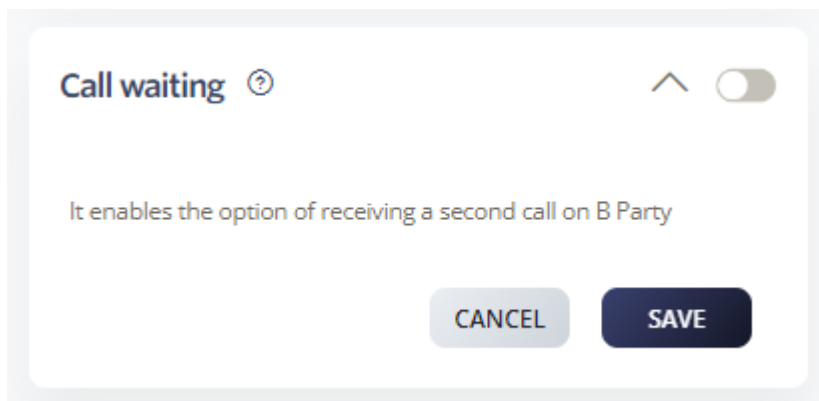 Call waiting
It enables the option of receiving a second call on B Party
CANCEL
SAVE